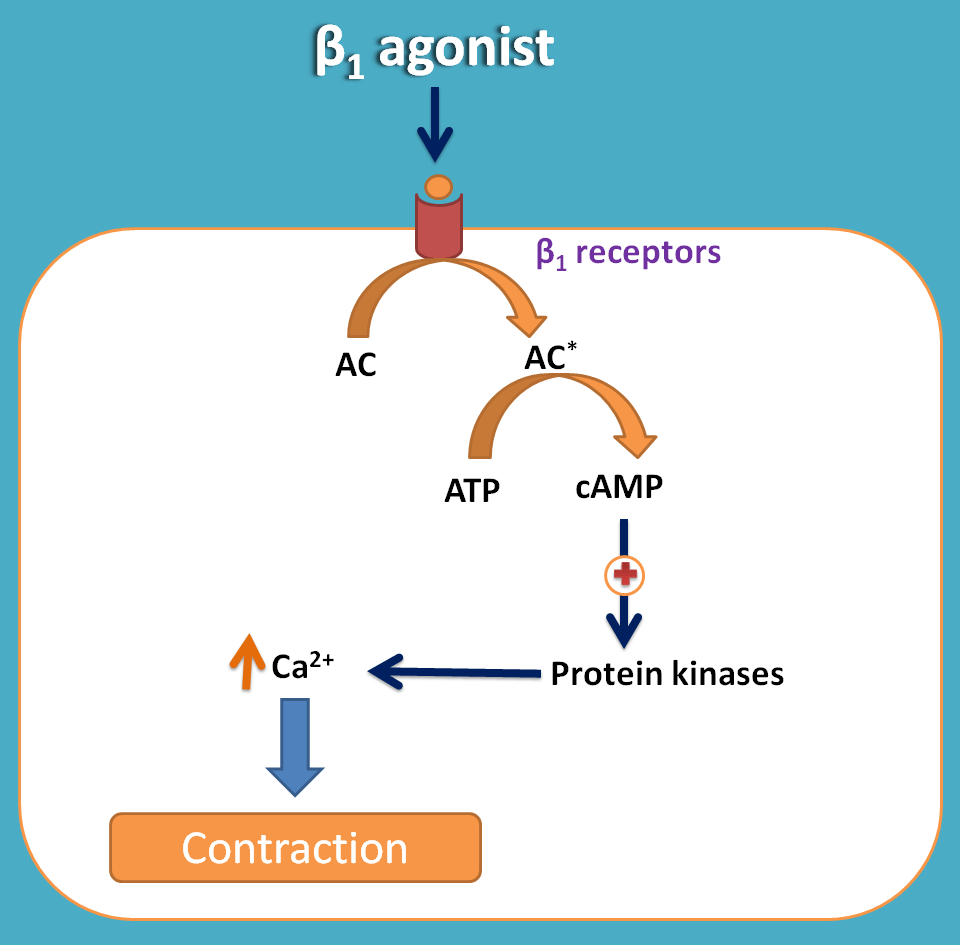 β₁ agonist
β₁ receptors
AC
AC*
ATP
cAMP
Protein kinases
Ca²⁺
Contraction